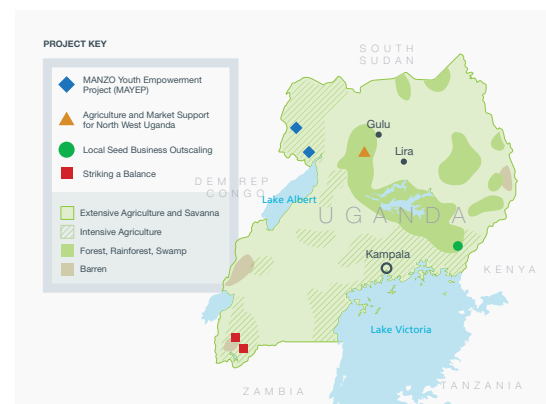 PROJECT KEY
MANZO Youth Empowerment
Project (MAYEP)
Agriculture and Market Support
for North West Uganda
Local Seed Business Outscaling
Striking a Balance
Extensive Agriculture and Savanna
Intensive Agriculture
Forest, Rainforest, Swamp
Barren
SOUTH
SUDAN
Gulu
Lira
DEM REP
CONGO
Lake Albert
UGANDA
Kampala
KENYA
Lake Victoria
ZAMBIA
TANZANIA